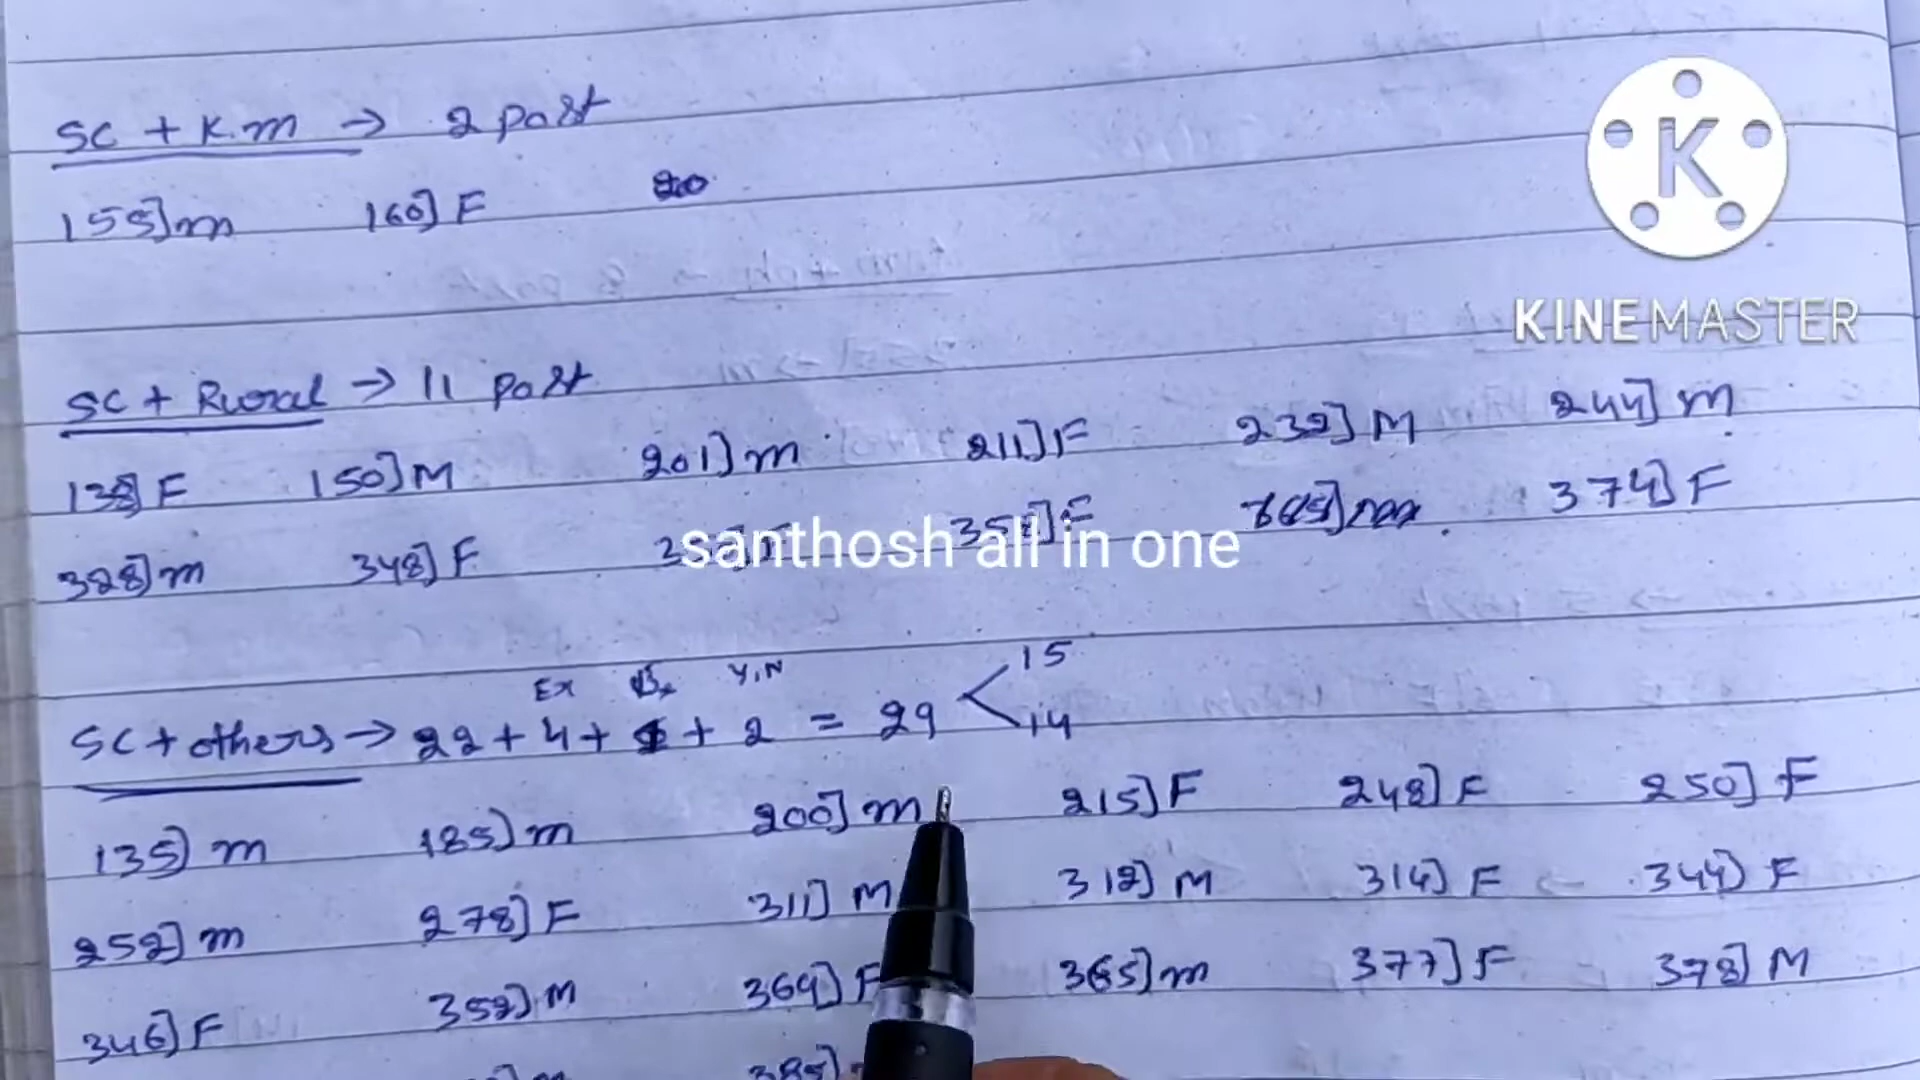 SC + K.m → 2 post
155]m 160] F
K
KINEMASTER
SC + Rural → 11 post
138] F 150] M 201] m 211] F 232] M 244] m
328] m 348] F F 374] F
santhosh all in one
Ex Y,N 15
SC + others → 22 + 4 + 1 + 2 = 29 < 14
135) m 185) m 200] m 215] F 248] F 250] F
252] m 278] F 311] M 312] M 314] F 344) F
346] F 352] M 364] F 365] m 377] F 378] M